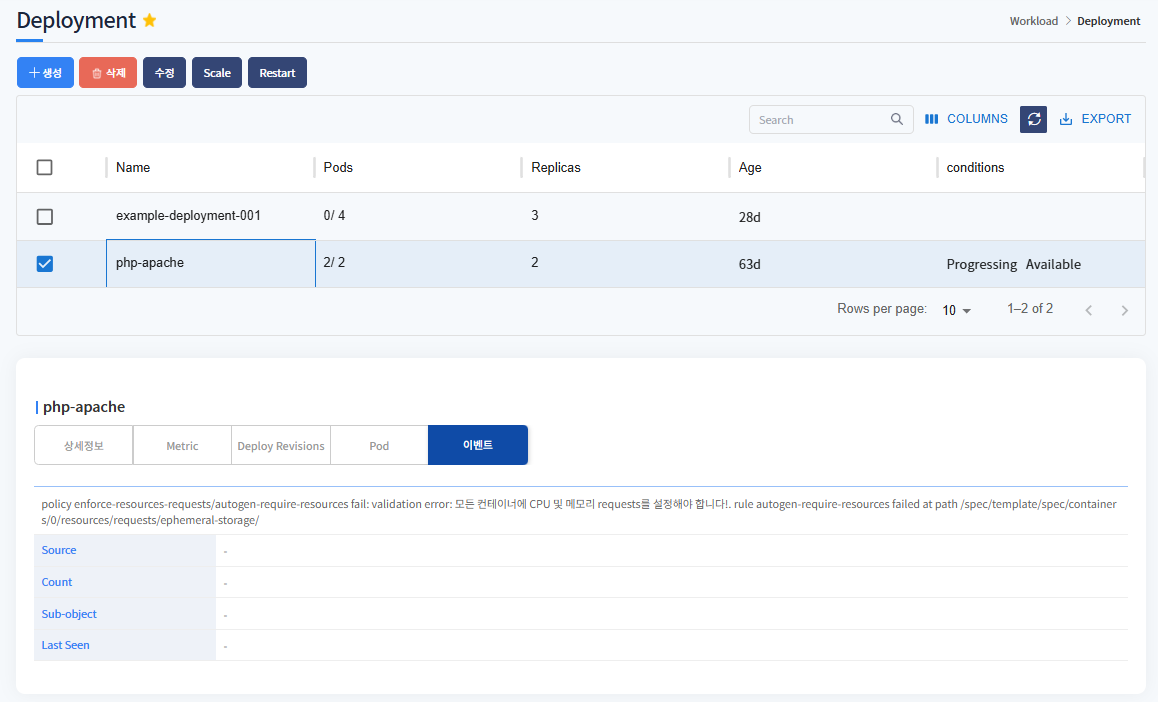 Deployment
Workload > Deployment
+ 생성 삭제 수정 Scale Restart
Search COLUMNS EXPORT
Name Pods Replicas Age conditions
example-deployment-001 0/ 4 3 28d
php-apache 2/ 2 2 63d Progressing Available
Rows per page: 10 1–2 of 2
php-apache
상세정보 Metric Deploy Revisions Pod 이벤트
policy enforce-resources-requests/autogen-require-resources fail: validation error: 모든 컨테이너에 CPU 및 메모리 requests를 설정해야 합니다!. rule autogen-require-resources failed at path /spec/template/spec/container
s/0/resources/requests/ephemeral-storage/
Source -
Count -
Sub-object -
Last Seen -